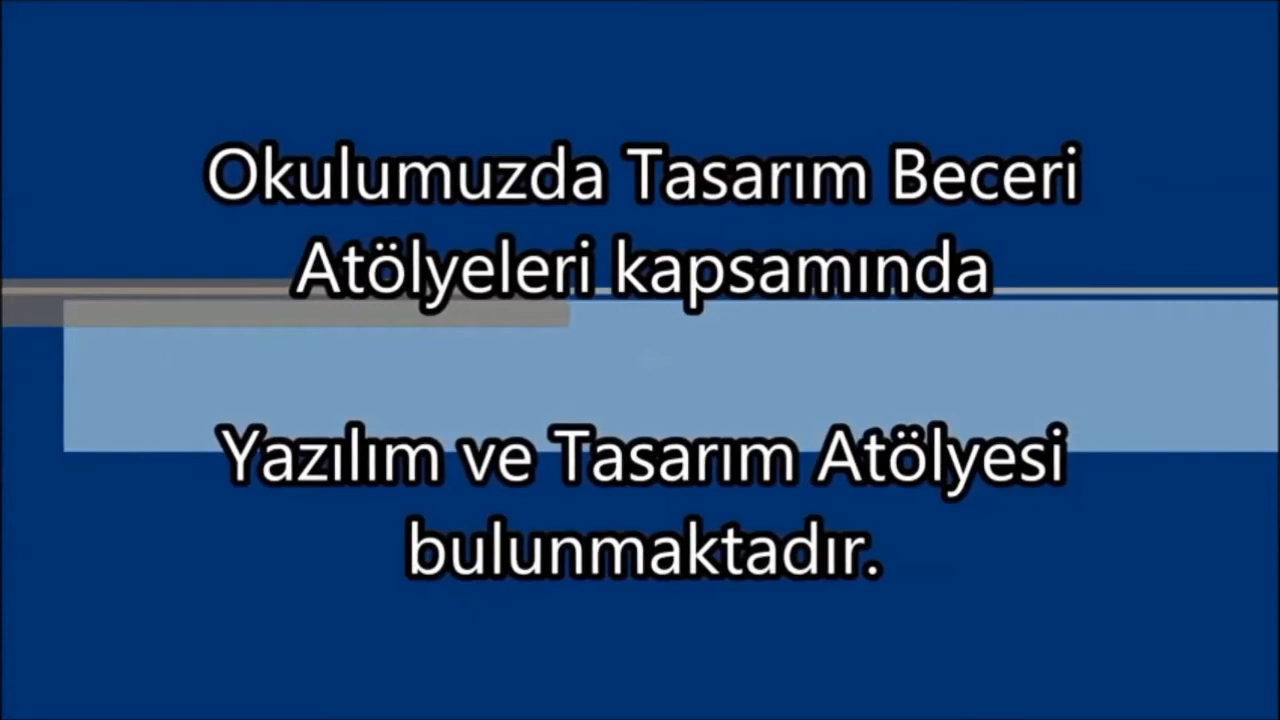 Okulumuzda Tasarım Beceri
Atölyeleri kapsamında
Yazılım ve Tasarım Atölyesi
bulunmaktadır.